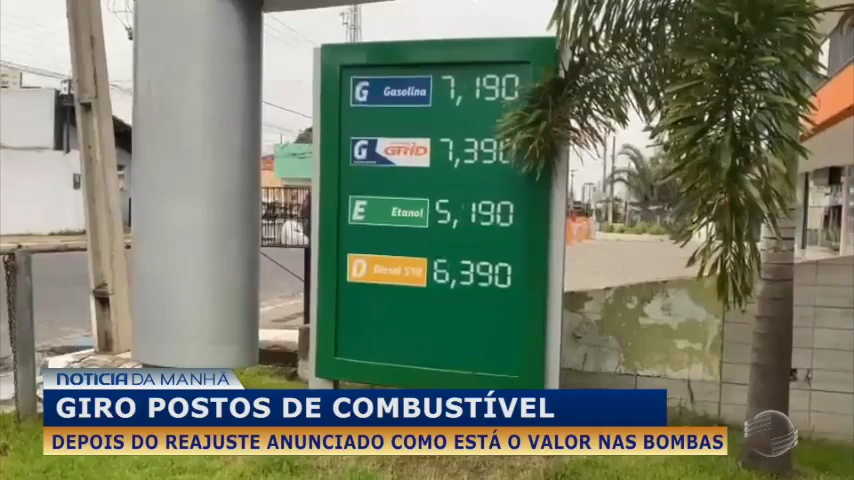 G Gasolina 7,190
G GRID 7,390
E Etanol 5,190
D Diesel S10 6,390
NOTICIA DA MANHÃ
GIRO POSTOS DE COMBUSTÍVEL
DEPOIS DO REAJUSTE ANUNCIADO COMO ESTÁ O VALOR NAS BOMBAS